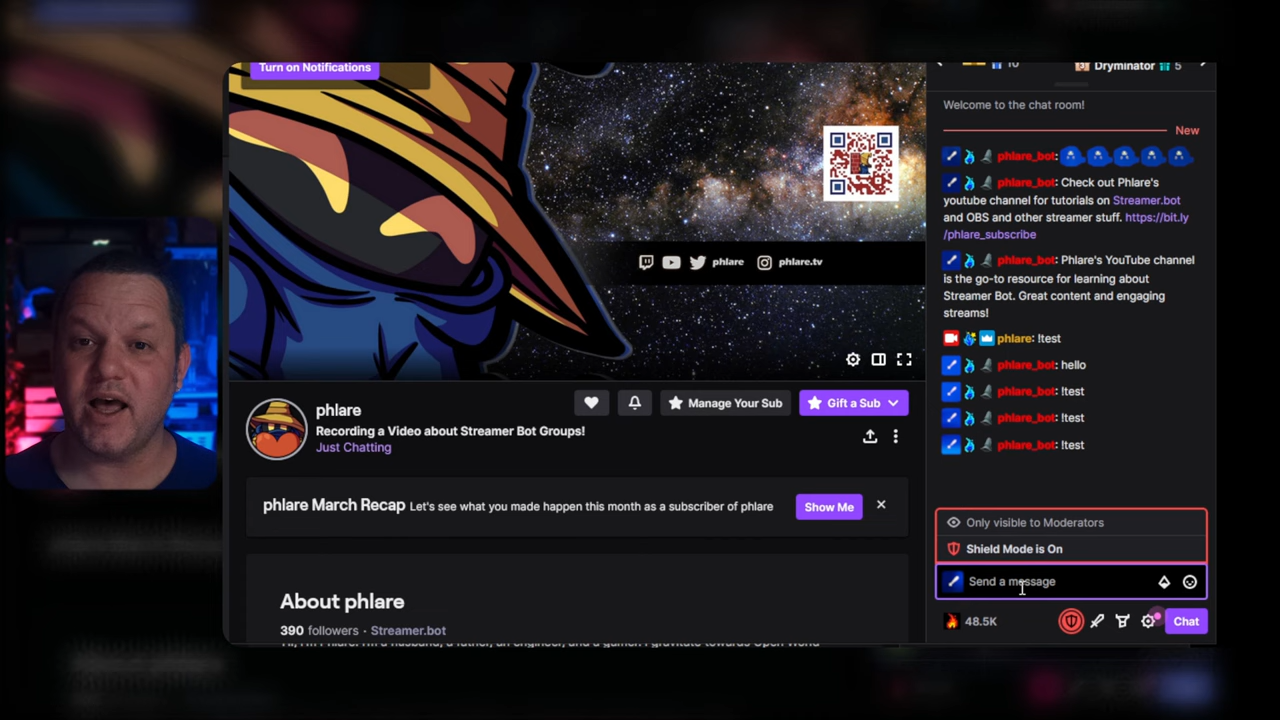 Turn on Notifications
phlare
phlare.tv
phlare
Recording a Video about Streamer Bot Groups!
Just Chatting
Manage Your Sub
Gift a Sub
phlare March Recap Let's see what you made happen this month as a subscriber of phlare
Show Me
About phlare
390 followers · Streamer.bot
Dryminator 5
Welcome to the chat room!
New
phlare_bot:
phlare_bot: Check out Phlare's
youtube channel for tutorials on Streamer.bot
and OBS and other streamer stuff. https://bit.ly
/phlare_subscribe
phlare_bot: Phlare's YouTube channel
is the go-to resource for learning about
Streamer Bot. Great content and engaging
streams!
phlare: !test
phlare_bot: hello
phlare_bot: !test
phlare_bot: !test
phlare_bot: !test
Only visible to Moderators
Shield Mode is On
Send a message
48.5K
Chat